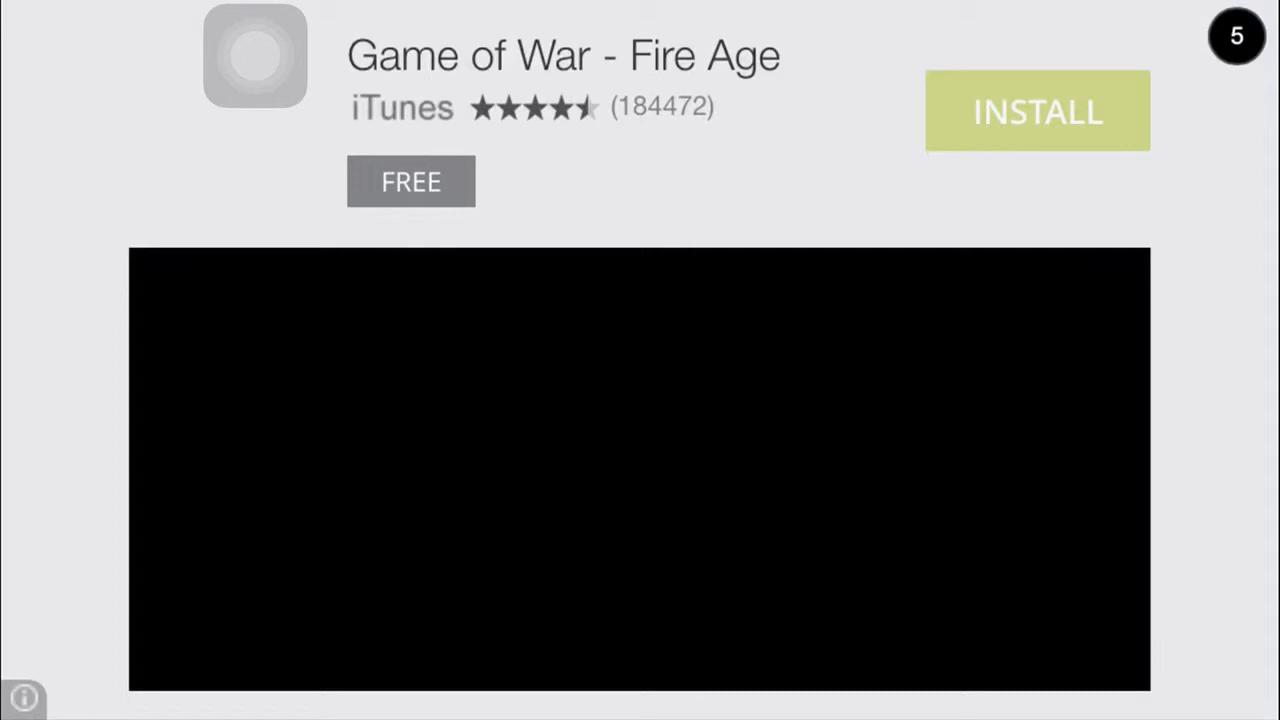 Game of War - Fire Age
5
iTunes ★★★★⯨ (184472)
INSTALL
FREE